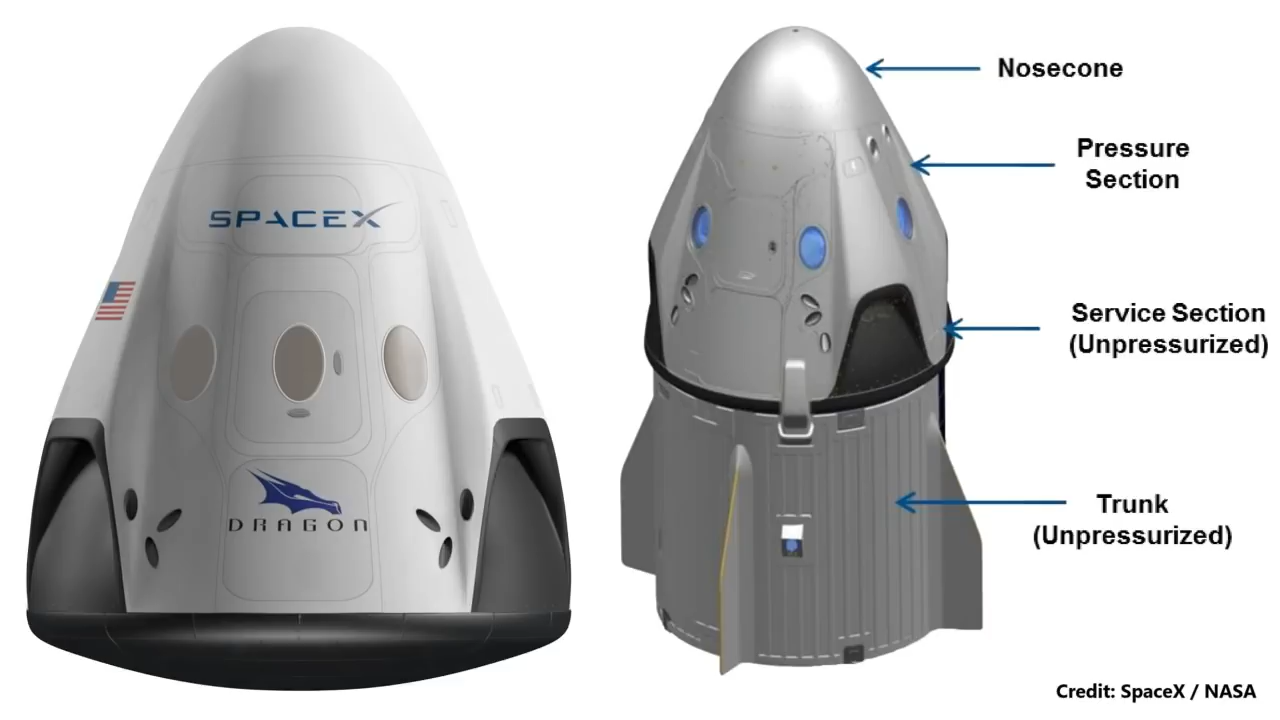 SPACEX
DRAGON
Nosecone
Pressure
Section
Service Section
(Unpressurized)
Trunk
(Unpressurized)
Credit: SpaceX / NASA